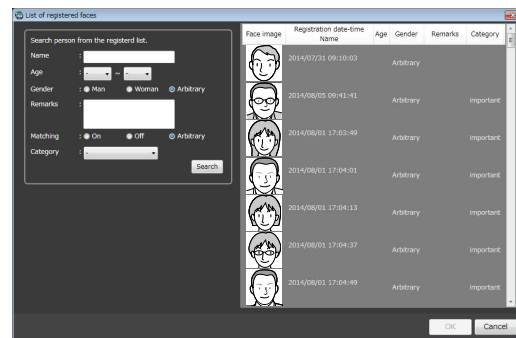 List of registered faces
Search person from the registerd list.
Name :
Age : - ~ -
Gender : Man Woman Arbitrary
Remarks :
Matching : On Off Arbitrary
Category : -
Search
Face image Registration date-time Name Age Gender Remarks Category
2014/07/31 09:10:03
Arbitrary
2014/08/05 09:41:41
Arbitrary important
2014/08/01 17:03:49
Arbitrary important
2014/08/01 17:04:01
Arbitrary important
2014/08/01 17:04:13
Arbitrary important
2014/08/01 17:04:37
Arbitrary important
2014/08/01 17:04:49
Arbitrary important
OK Cancel